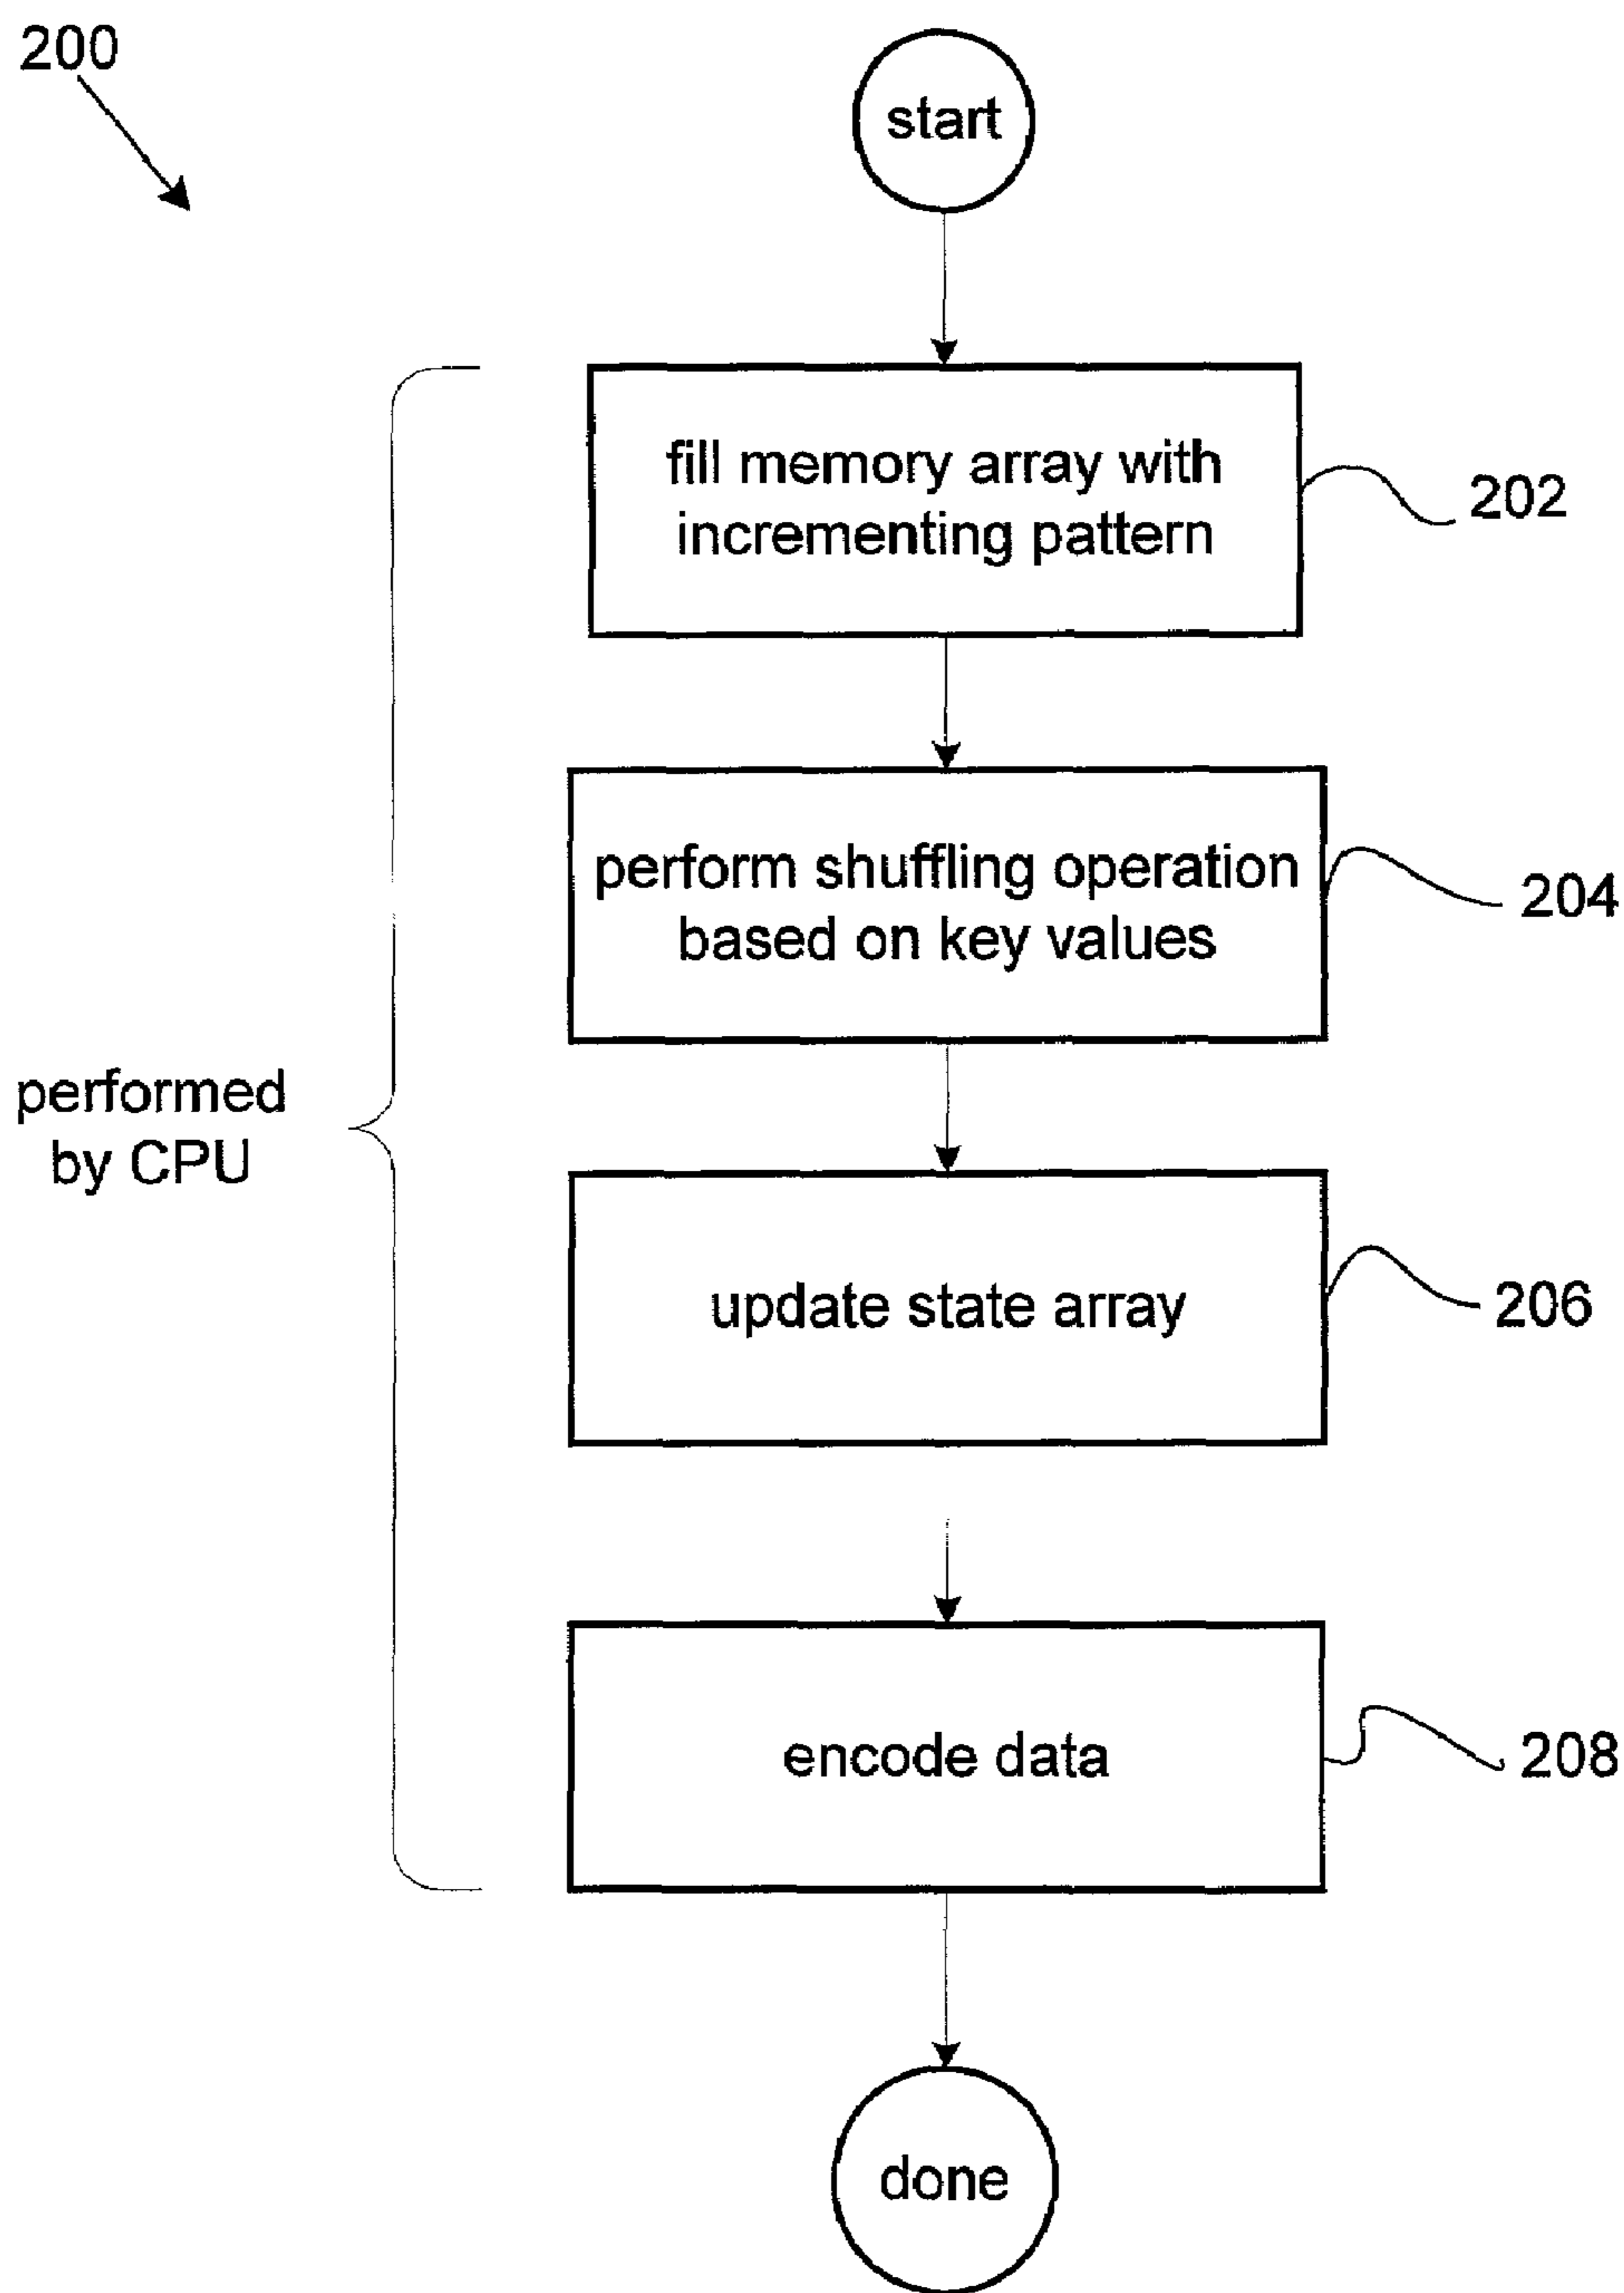 200
start
fill memory array with
incrementing pattern
202
perform shuffling operation
based on key values
204
performed
by CPU
update state array
206
encode data
208
done